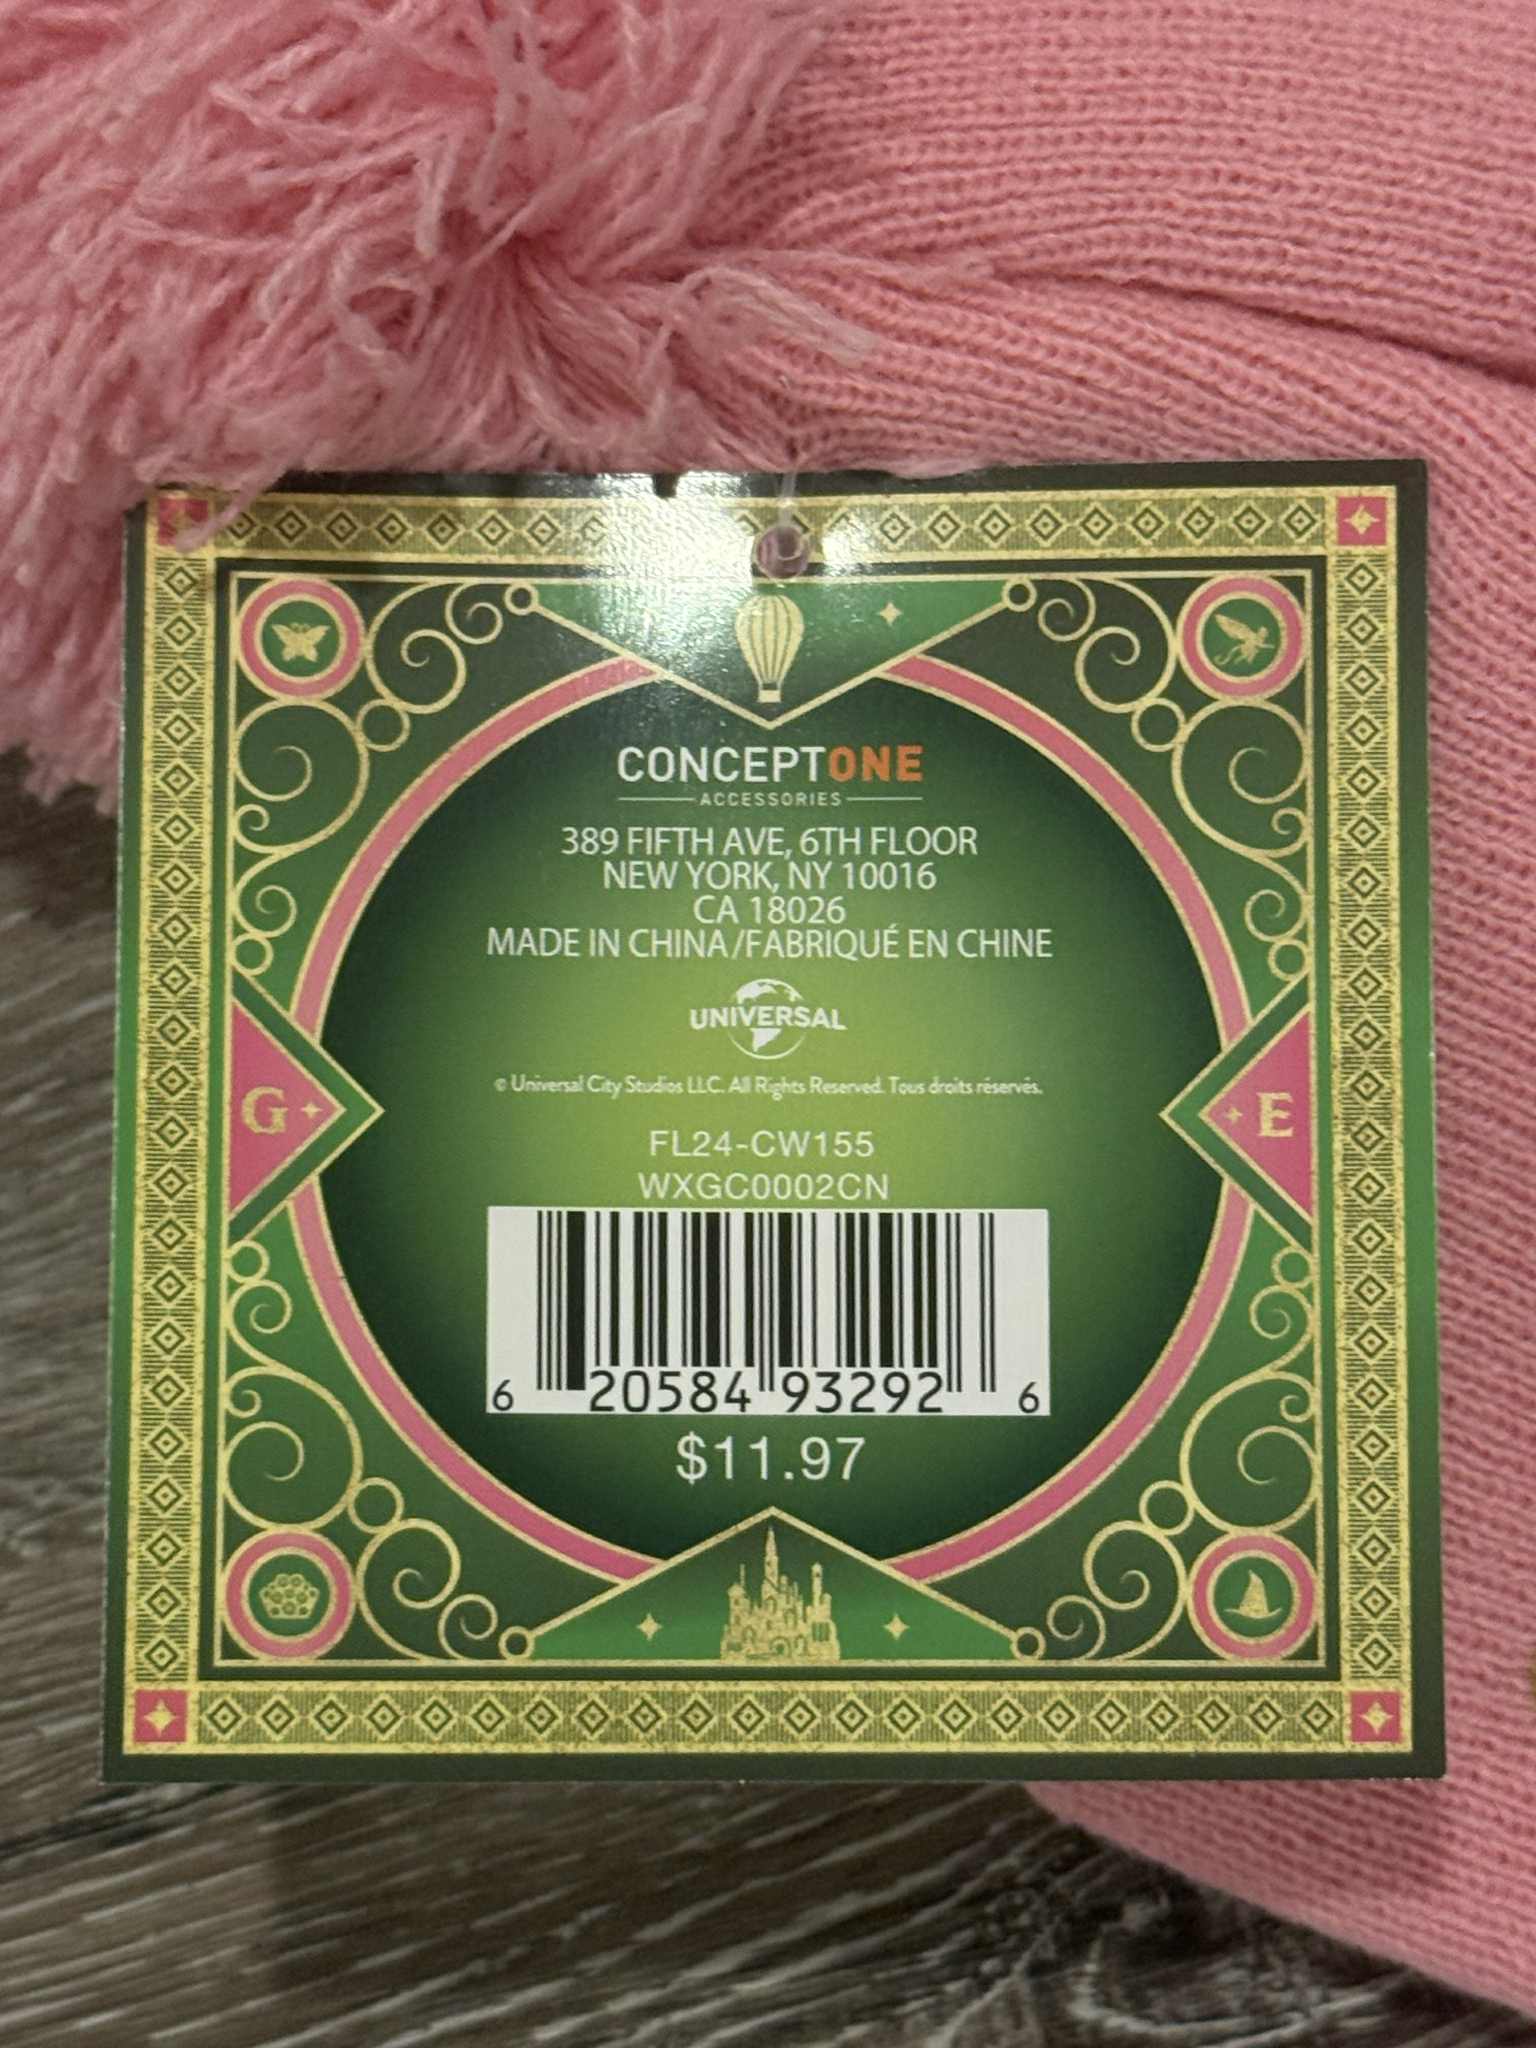 CONCEPTONE
ACCESSORIES
389 FIFTH AVE, 6TH FLOOR
NEW YORK, NY 10016
CA 18026
MADE IN CHINA/FABRIQUÉ EN CHINE
UNIVERSAL
© Universal City Studios LLC. All Rights Reserved. Tous droits réservés.
G
E
FL24-CW155
WXGC0002CN
6 20584 93292 6
$11.97